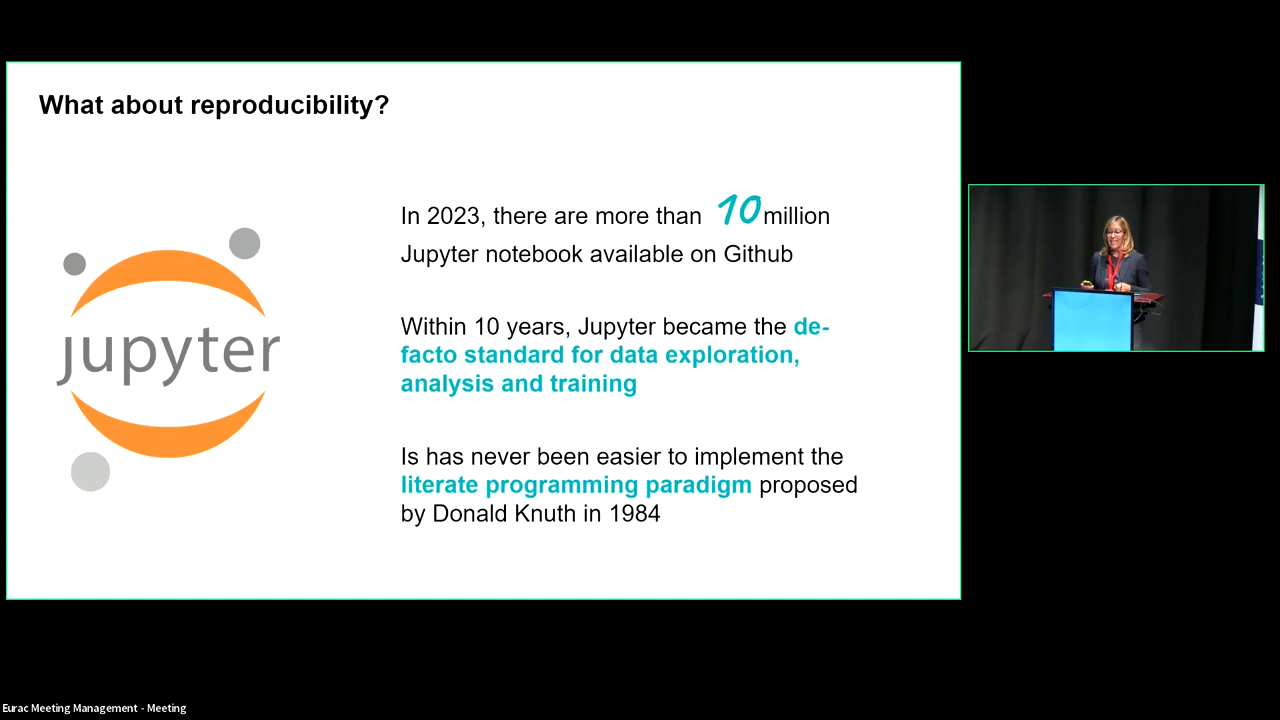 What about reproducibility?
In 2023, there are more than 10 million
Jupyter notebook available on Github
jupyter
Within 10 years, Jupyter became the de-
facto standard for data exploration,
analysis and training
Is has never been easier to implement the
literate programming paradigm proposed
by Donald Knuth in 1984
Eurac Meeting Management - Meeting